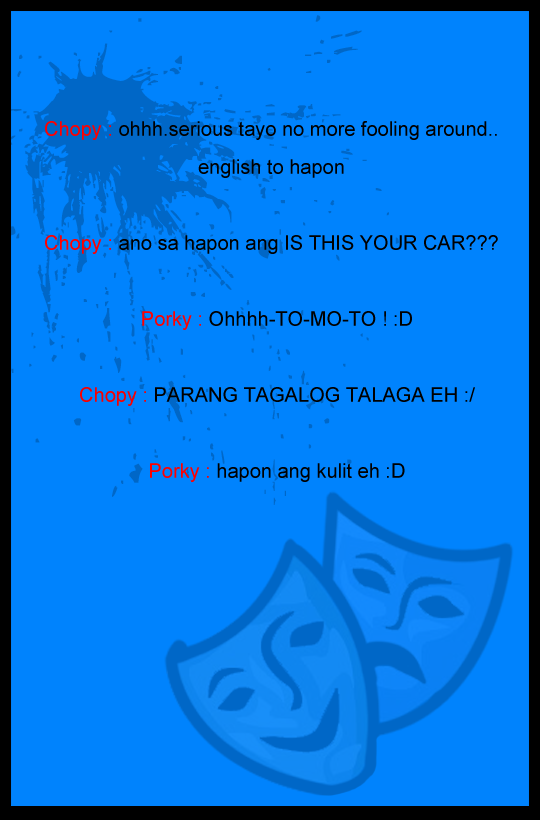 Chopy : ohhh.serious tayo no more fooling around..
english to hapon
Chopy : ano sa hapon ang IS THIS YOUR CAR???
Porky : Ohhhh-TO-MO-TO ! :D
Chopy : PARANG TAGALOG TALAGA EH :/
Porky : hapon ang kulit eh :D